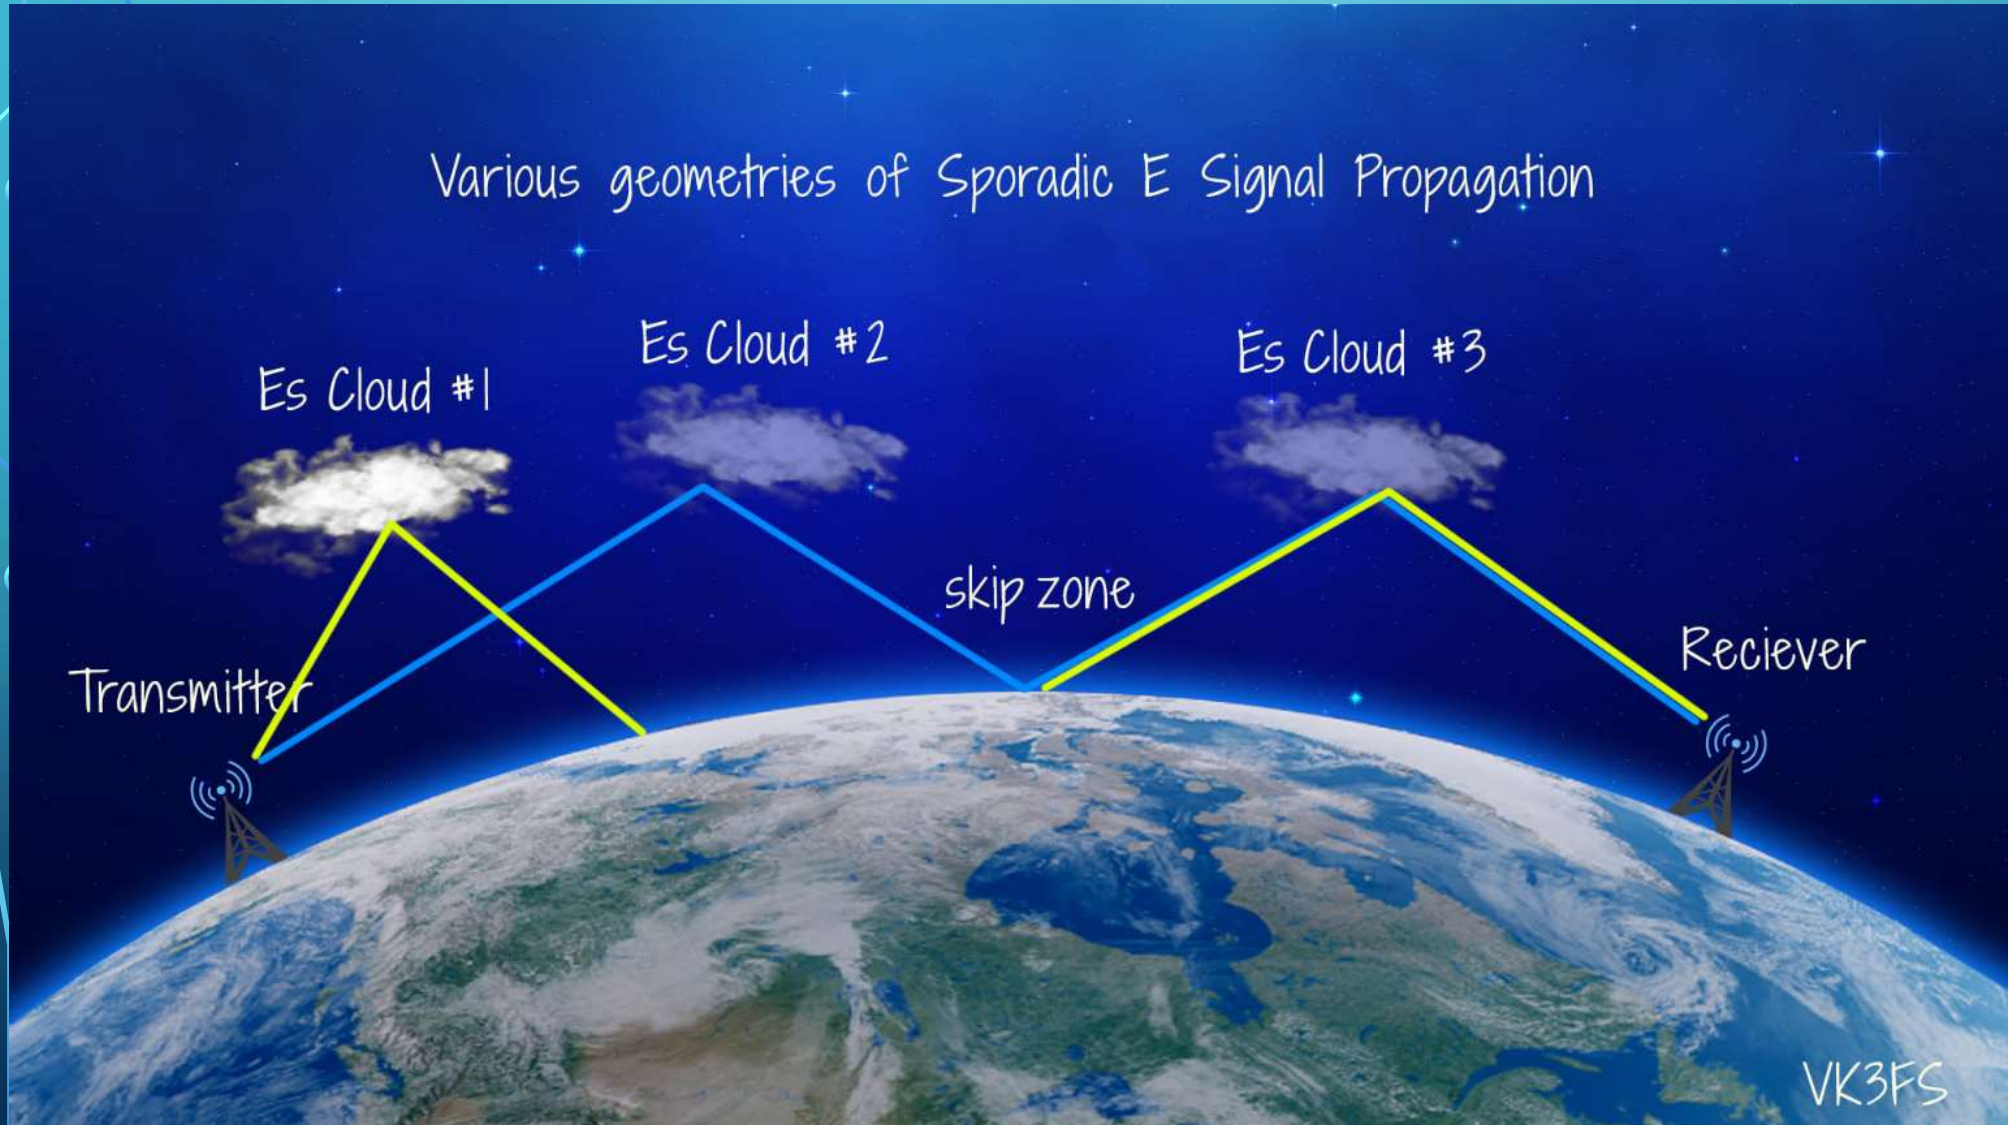 Various geometries of Sporadic E Signal Propagation
Es Cloud #1
Es Cloud #2
Es Cloud #3
skip zone
Transmitter
Reciever
VK3FS